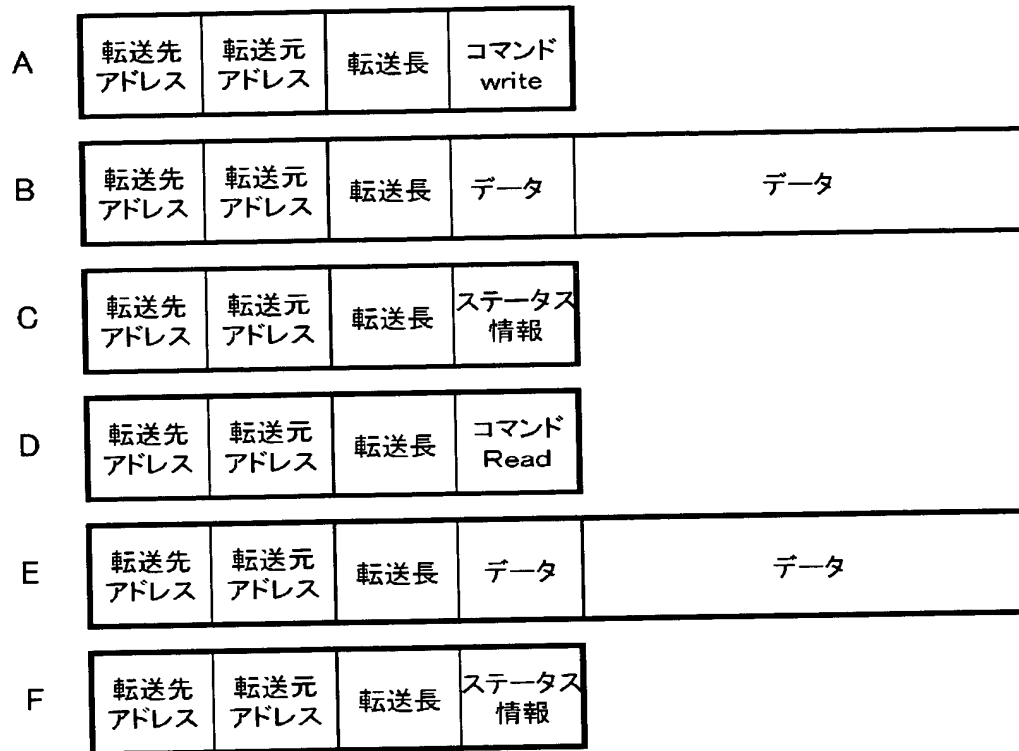 A
転送先
アドレス
転送元
アドレス
転送長
コマンド
write
B
転送先
アドレス
転送元
アドレス
転送長
データ
データ
C
転送先
アドレス
転送元
アドレス
転送長
ステータス
情報
D
転送先
アドレス
転送元
アドレス
転送長
コマンド
Read
E
転送先
アドレス
転送元
アドレス
転送長
データ
データ
F
転送先
アドレス
転送元
アドレス
転送長
ステータス
情報